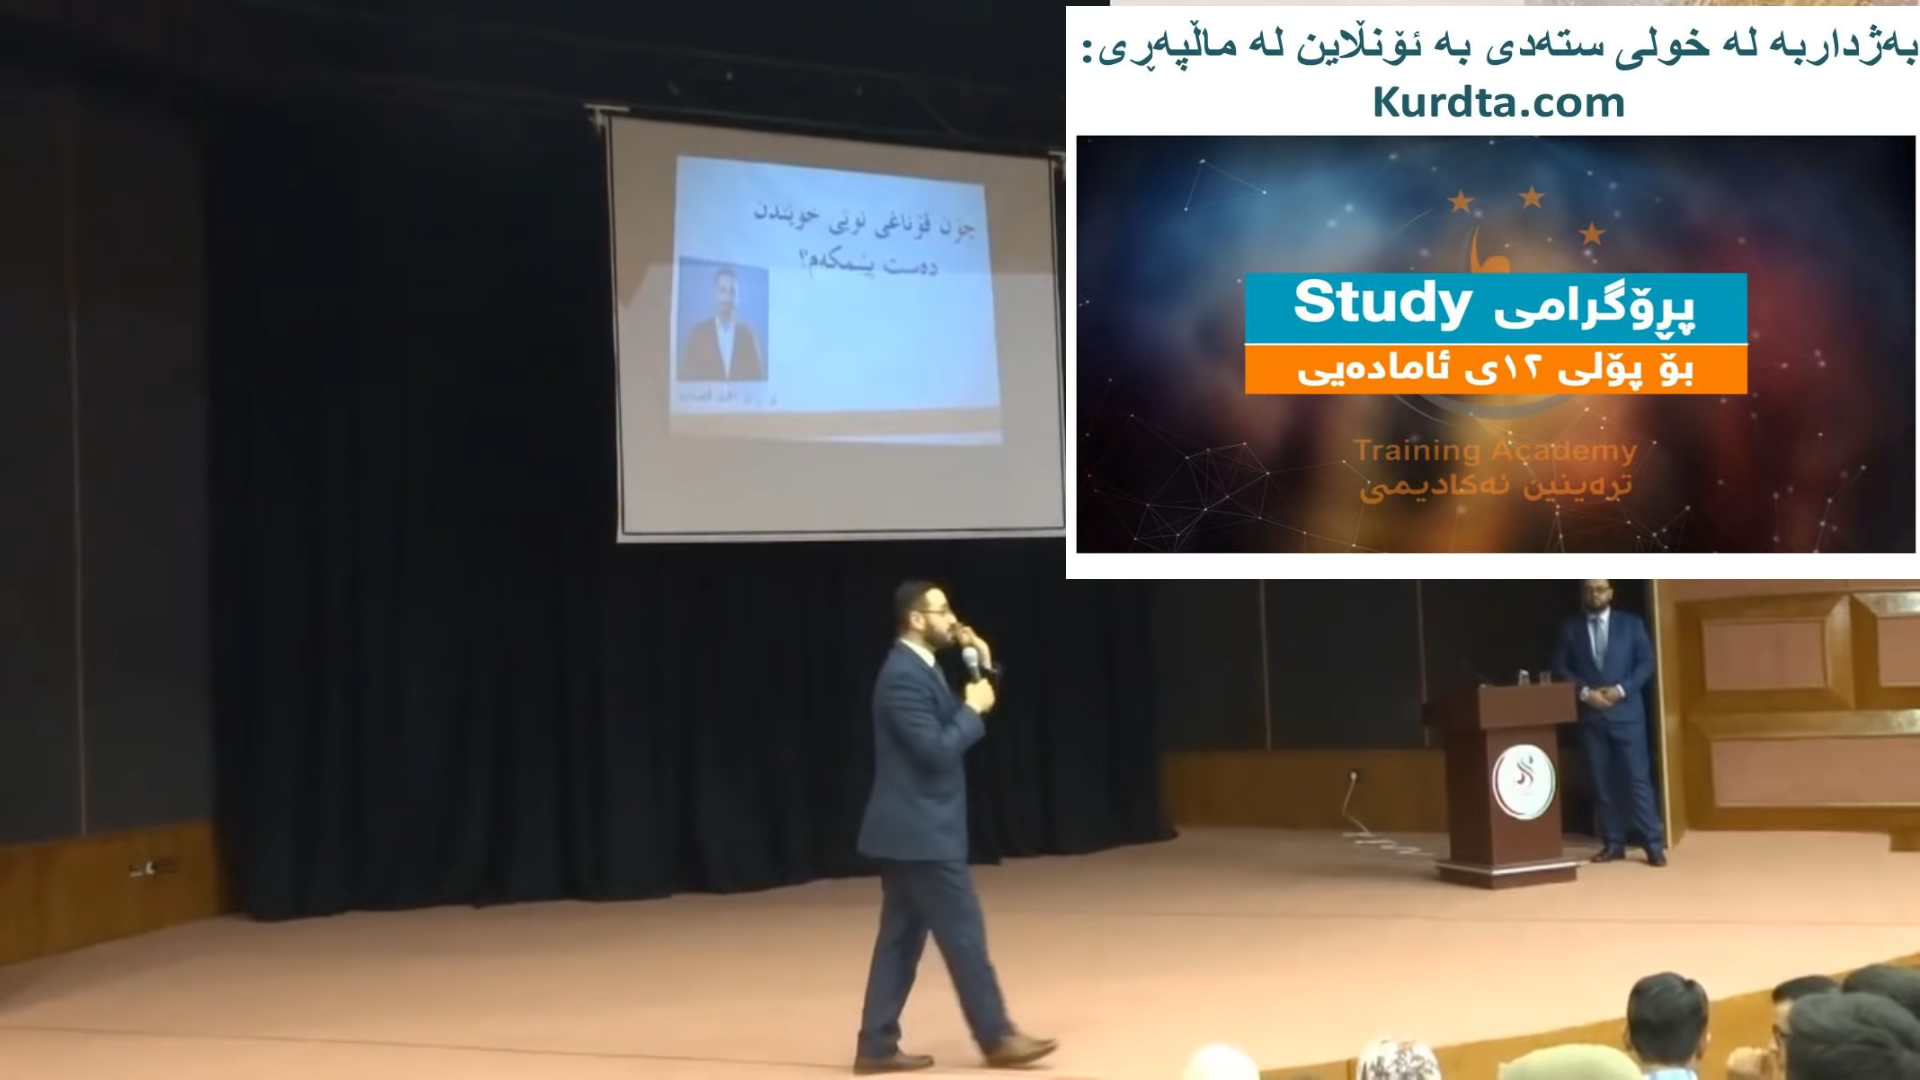 بەژداربە لە خولی ستەدی بە ئۆنڵاین لە ماڵپەڕی:
Kurdta.com
پرۆگرامی Study
بۆ پۆلی ١٢ی ئامادەیی
Training Academy
ترەینین ئەکادیمی
چۆن قۆناغی نوێی خوێندن
دەست پێبکەم؟